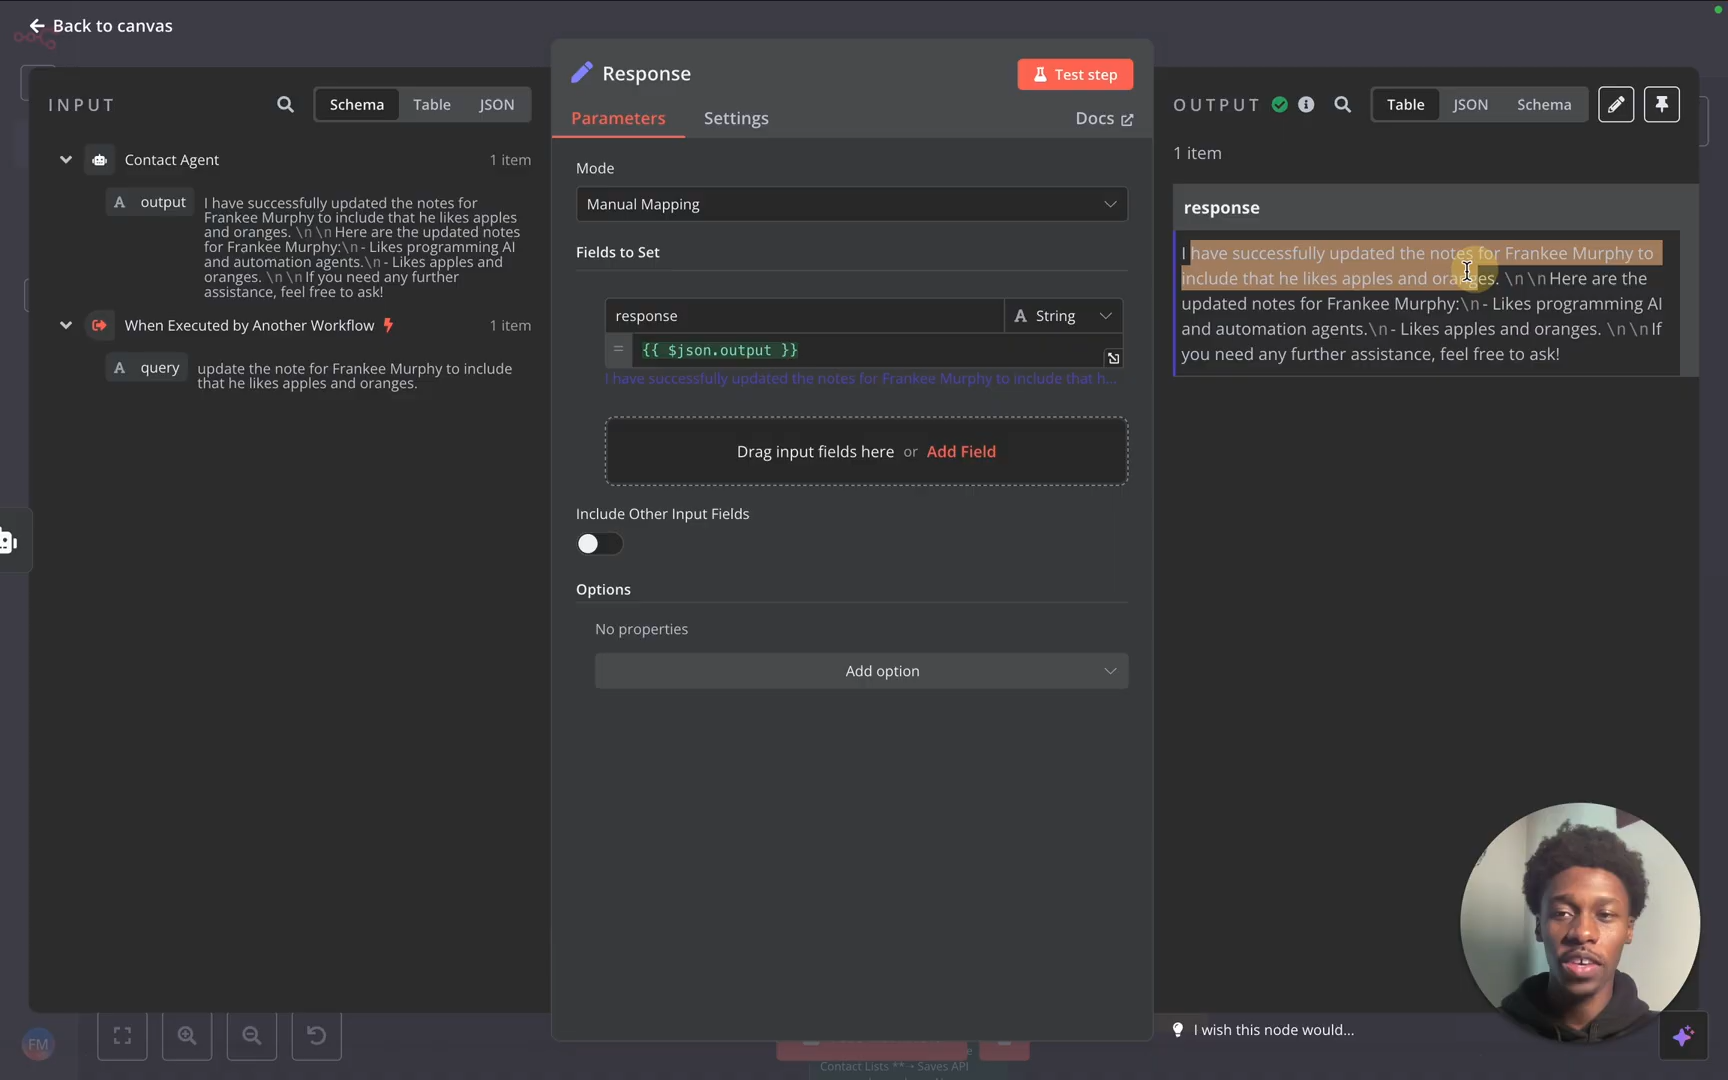 Back to canvas
INPUT
Schema
Table
JSON
Contact Agent
1 item
A output
I have successfully updated the notes for
Frankee Murphy to include that he likes apples
and oranges. \n\nHere are the updated notes
for Frankee Murphy:\n- Likes programming AI
and automation agents.\n- Likes apples and
oranges. \n\nIf you need any further
assistance, feel free to ask!
When Executed by Another Workflow
1 item
A query
update the note for Frankee Murphy to include
that he likes apples and oranges.
Response
Test step
Parameters
Settings
Docs
Mode
Manual Mapping
Fields to Set
response
A String
= {{ $json.output }}
I have successfully updated the notes for Frankee Murphy to include that h...
Drag input fields here or Add Field
Include Other Input Fields
Options
No properties
Add option
OUTPUT
Table
JSON
Schema
1 item
response
I have successfully updated the notes for Frankee Murphy to
include that he likes apples and oranges. \n\nHere are the
updated notes for Frankee Murphy:\n- Likes programming AI
and automation agents.\n- Likes apples and oranges. \n\nIf
you need any further assistance, feel free to ask!
I wish this node would...
FM
Contact Lists ** • Saves API